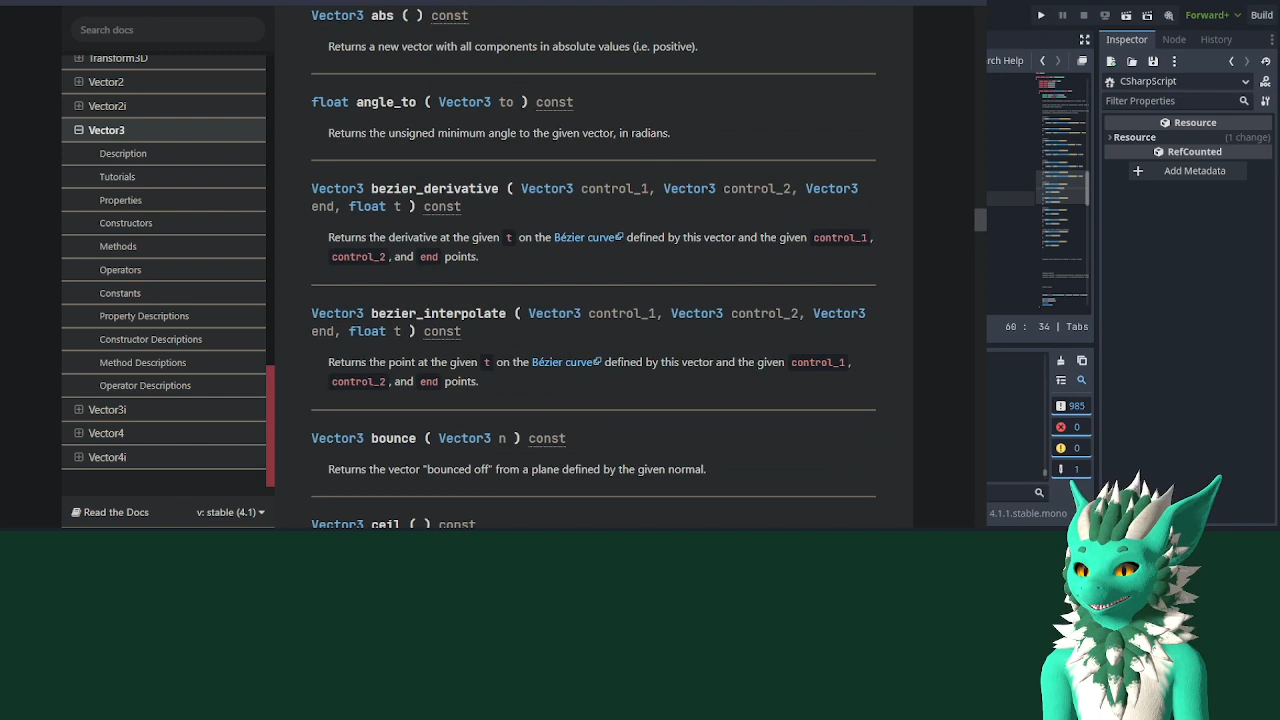 Search docs
Transform3D
Vector2
Vector2i
Vector3
Description
Tutorials
Properties
Constructors
Methods
Operators
Constants
Property Descriptions
Constructor Descriptions
Method Descriptions
Operator Descriptions
Vector3i
Vector4
Vector4i
Read the Docs
v: stable (4.1)
Vector3 abs ( ) const
Returns a new vector with all components in absolute values (i.e. positive).
float angle_to ( Vector3 to ) const
Returns the unsigned minimum angle to the given vector, in radians.
Vector3 bezier_derivative ( Vector3 control_1, Vector3 control_2, Vector3
end, float t ) const
Returns the derivative at the given t on the Bézier curve defined by this vector and the given control_1,
control_2, and end points.
Vector3 bezier_interpolate ( Vector3 control_1, Vector3 control_2, Vector3
end, float t ) const
Returns the point at the given t on the Bézier curve defined by this vector and the given control_1,
control_2, and end points.
Vector3 bounce ( Vector3 n ) const
Returns the vector "bounced off" from a plane defined by the given normal.
Vector3 ceil ( ) const
Forward+
Build
rch Help
60 : 34 | Tabs
985
0
0
1
4.1.1.stable.mono
Inspector
Node
History
CSharpScript
Filter Properties
Resource
Resource (1 change)
RefCounted
Add Metadata